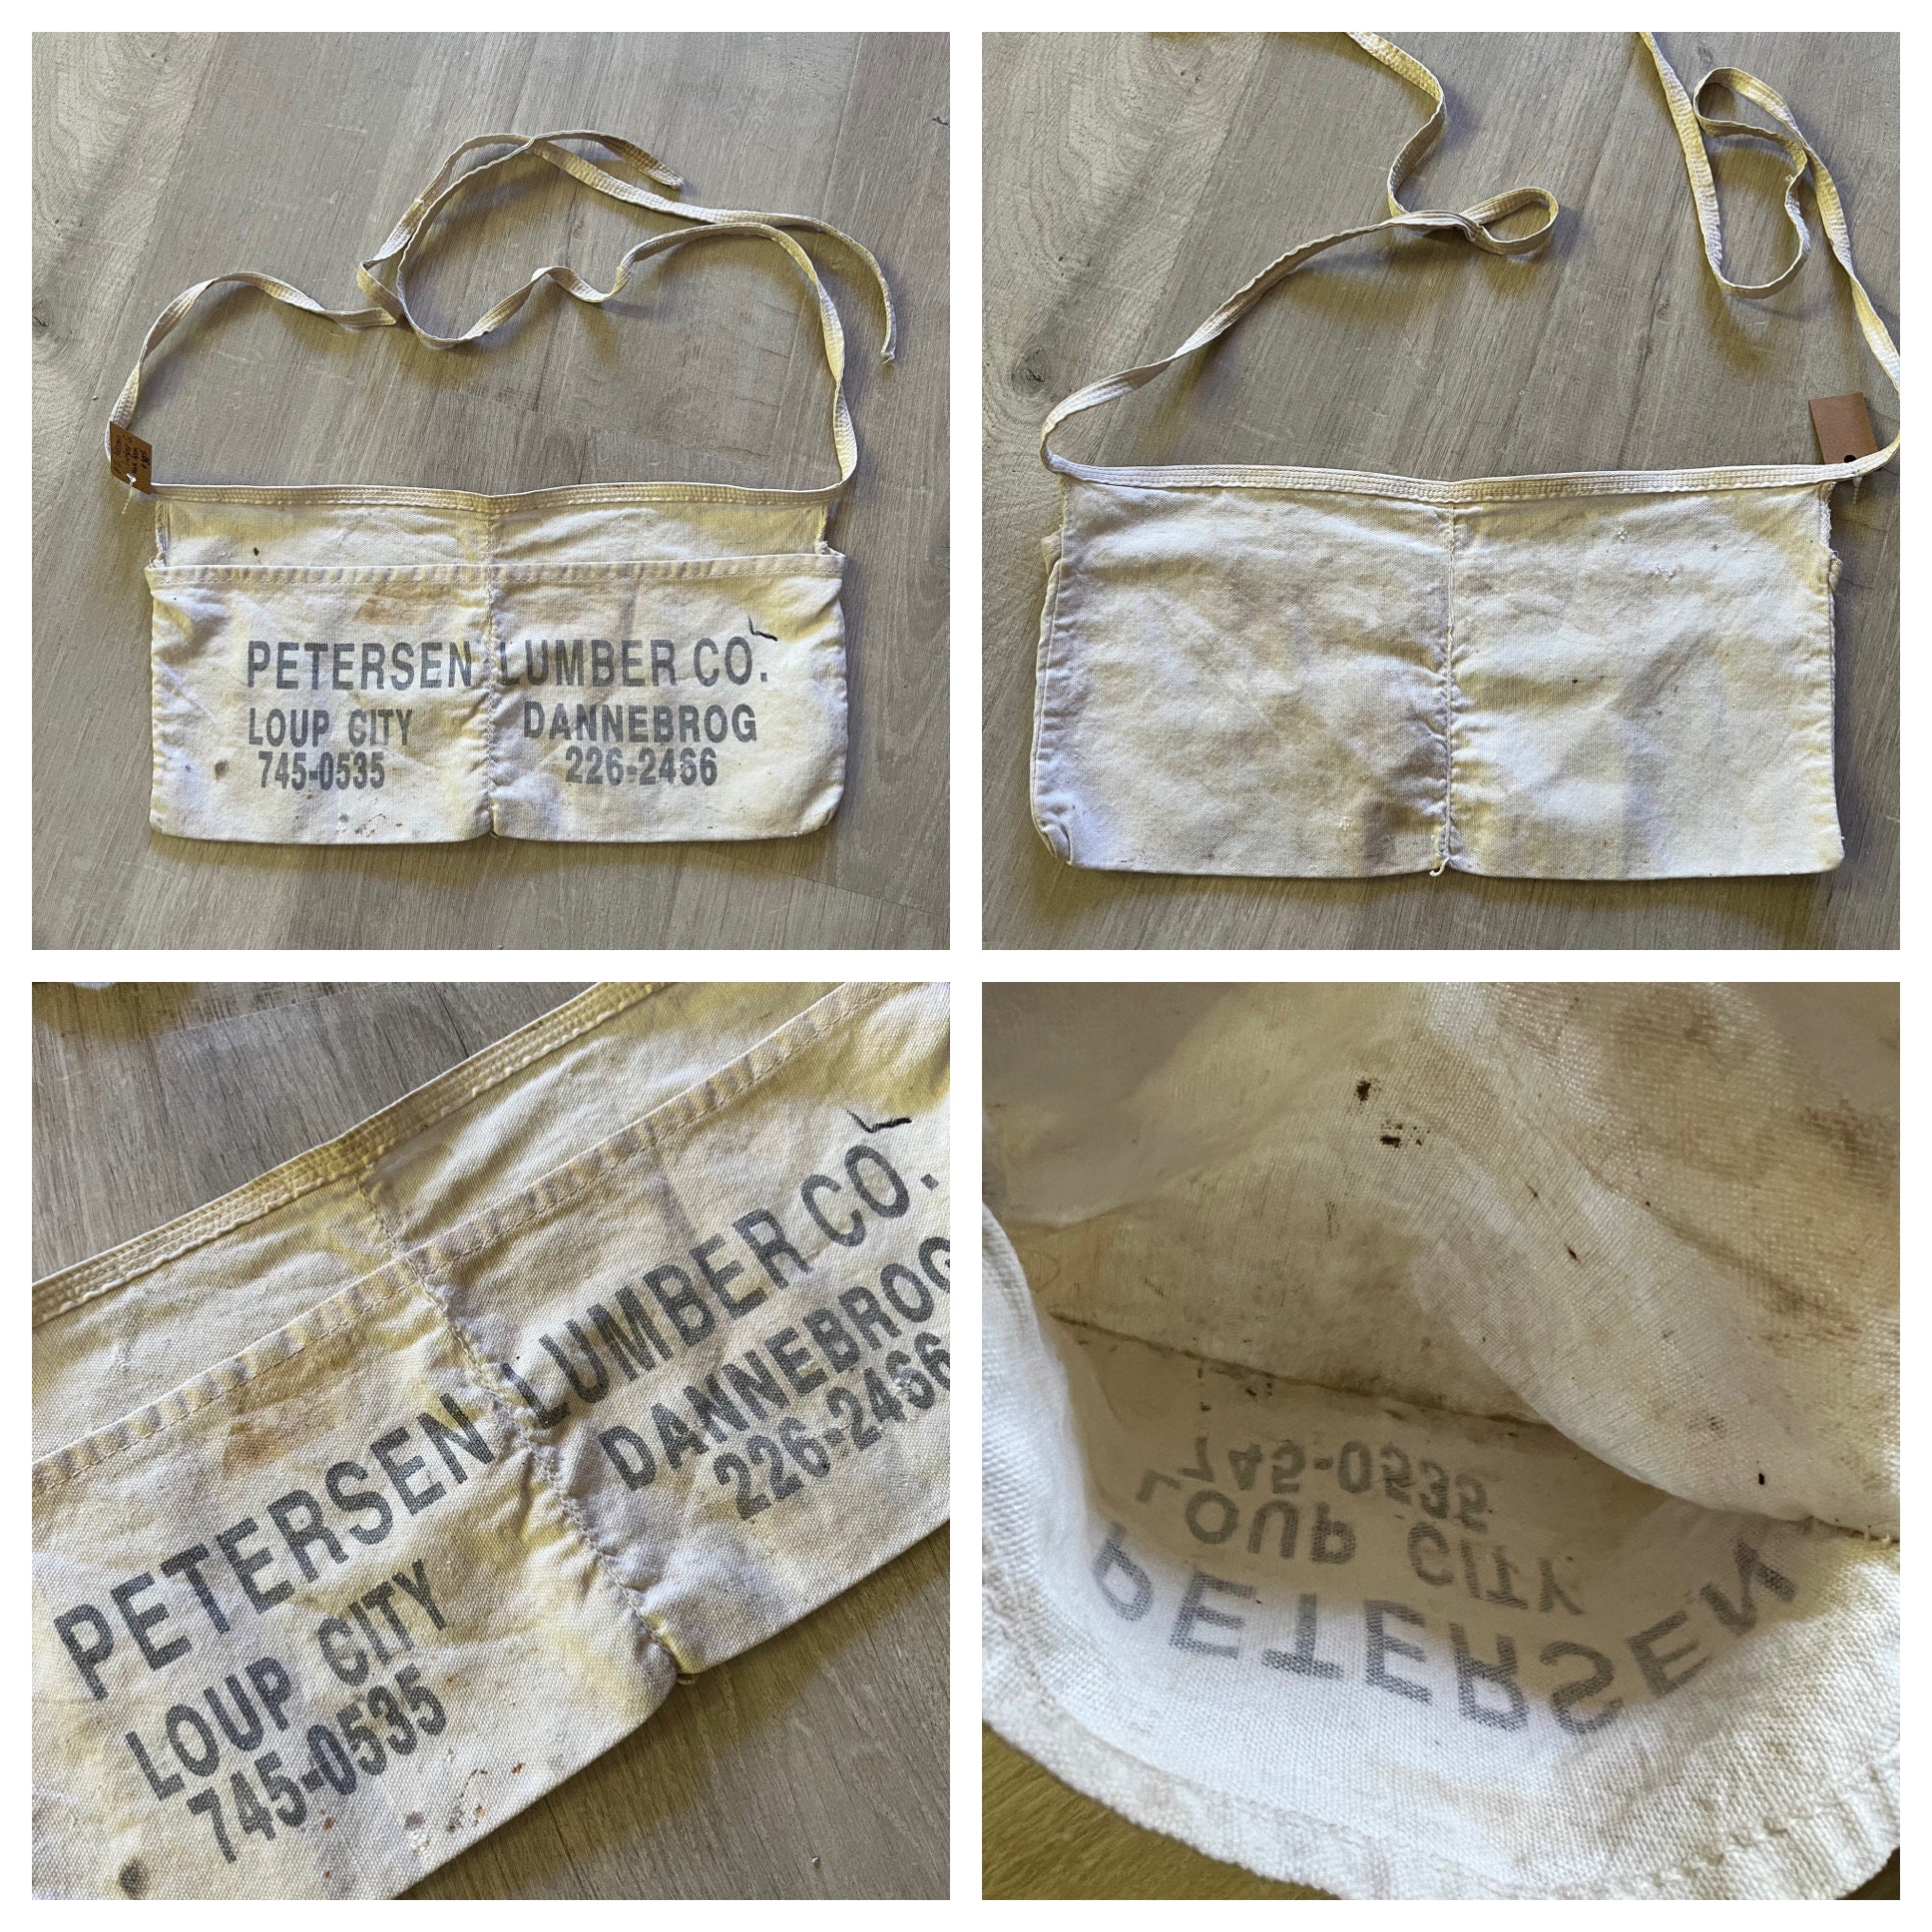 PETERSEN LUMBER CO.
LOUP CITY DANNEBROG
745-0535 226-2466
PETERSEN LUMBER CO.
LOUP CITY DANNEBROG
745-0535 226-2466
745-0535
LOUP CITY
PETERSEN